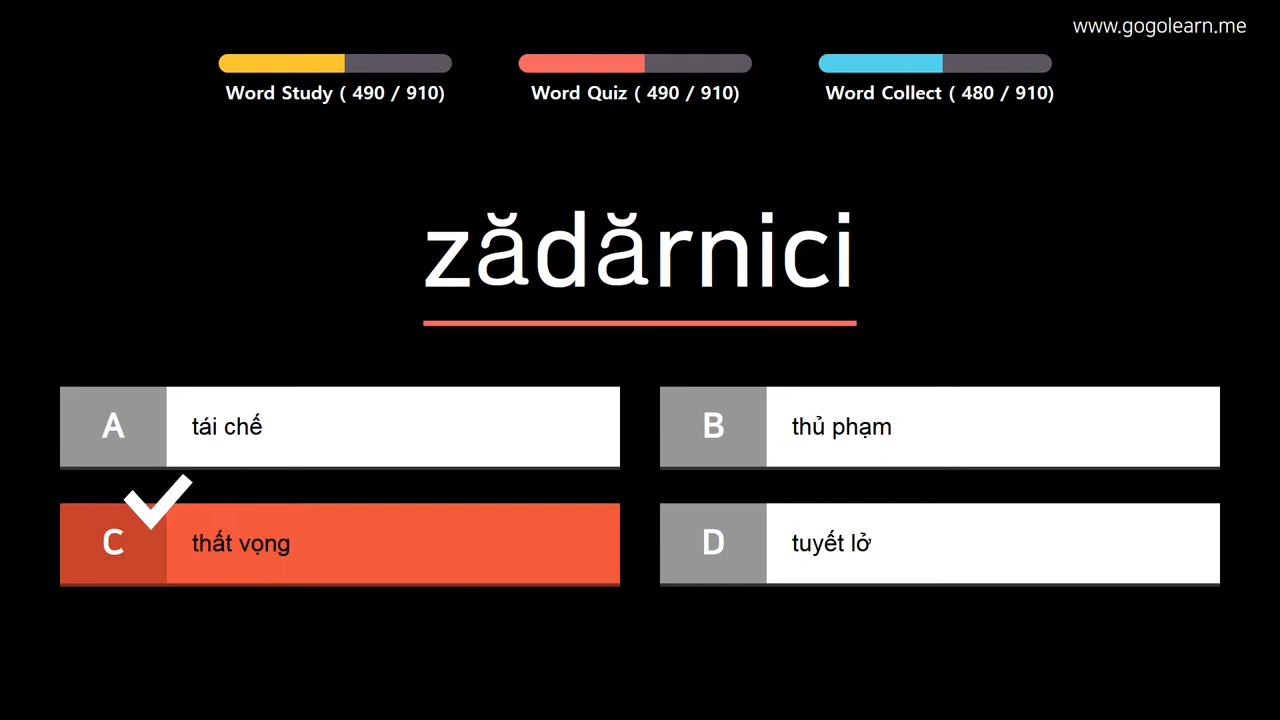 www.gogolearn.me
Word Study ( 490 / 910)
Word Quiz ( 490 / 910)
Word Collect ( 480 / 910)
zădărnici
A tái chế
B thủ phạm
C thất vọng
D tuyết lở